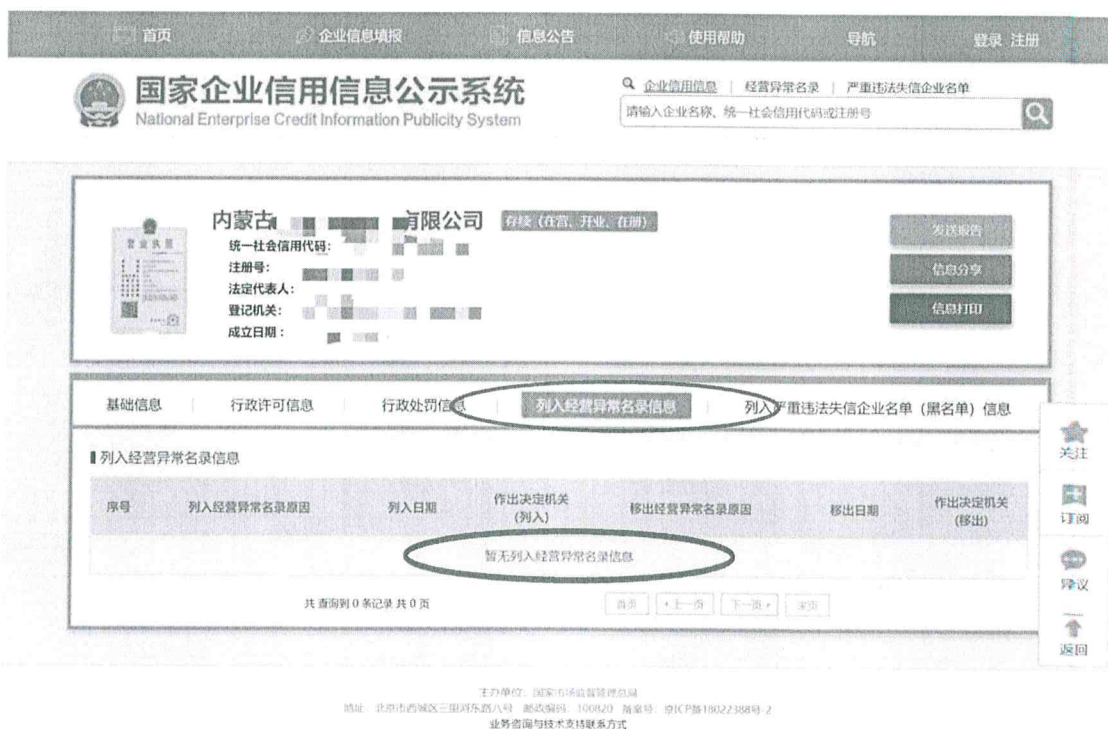 首页 企业信息填报 信息公告 使用帮助 导航 登录 注册
国家企业信用信息公示系统
National Enterprise Credit Information Publicity System
企业信用信息 | 经营异常名录 | 严重违法失信企业名单
请输入企业名称、统一社会信用代码或注册号
内蒙古 有限公司 存续（在营、开业、在册）
统一社会信用代码：
注册号：
法定代表人：
登记机关：
成立日期：
营业执照
发送报告
信息分享
信息打印
基础信息 | 行政许可信息 | 行政处罚信息 | 列入经营异常名录信息 | 列入严重违法失信企业名单（黑名单）信息
列入经营异常名录信息
序号 列入经营异常名录原因 列入日期 作出决定机关（列入） 移出经营异常名录原因 移出日期 作出决定机关（移出）
暂无列入经营异常名录信息
共 查询到 0 条记录 共 0 页 首页 上一页 下一页 末页
关注
订阅
异议
返回
主办单位：国家市场监督管理总局
地址：北京市西城区三里河东路八号 邮政编码：100820 备案号：京ICP备18022388号-2
业务咨询与技术支持联系方式